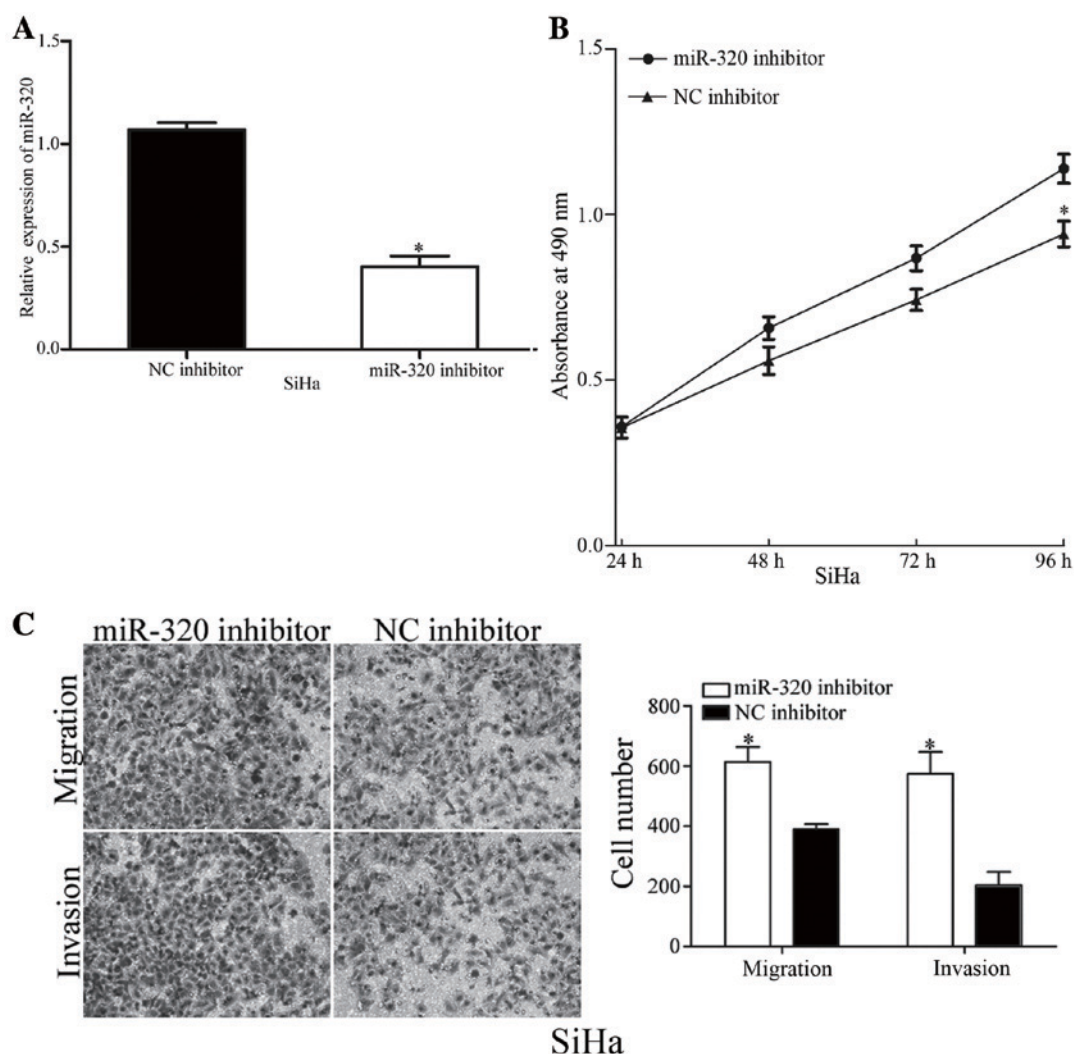 A
Relative expression of miR-320
1.5
1.0
0.5
0.0
*
NC inhibitor
miR-320 inhibitor
SiHa
B
miR-320 inhibitor
NC inhibitor
Absorbance at 490 nm
1.5
1.0
0.5
0.0
*
24 h
48 h
72 h
96 h
SiHa
C
miR-320 inhibitor
NC inhibitor
Migration
Invasion
miR-320 inhibitor
NC inhibitor
Cell number
800
600
400
200
0
*
*
Migration
Invasion
SiHa